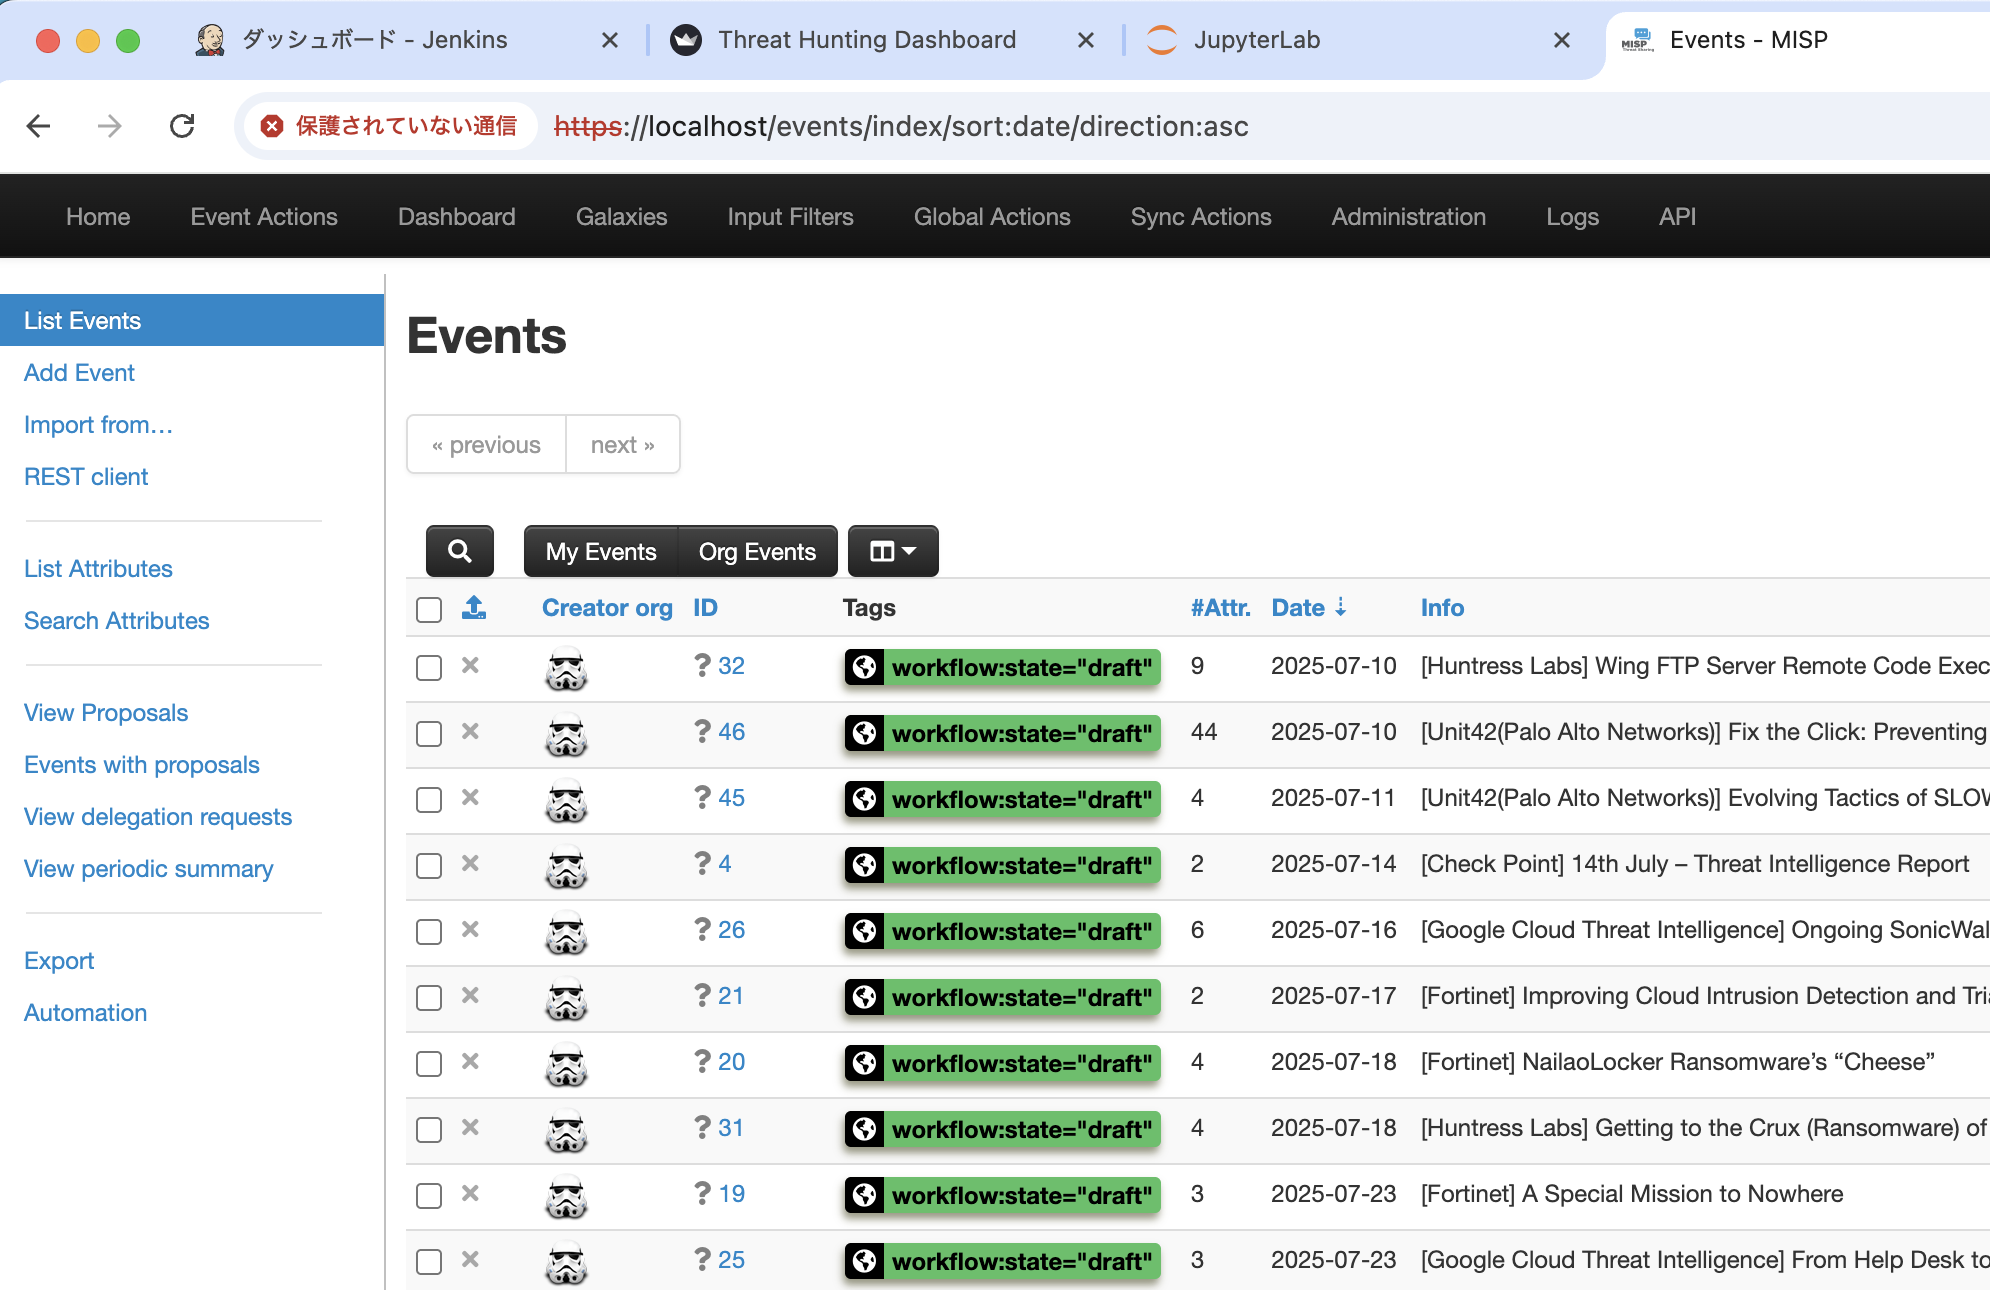 ダッシュボード - Jenkins
Threat Hunting Dashboard
JupyterLab
MISP
Threat Sharing
Events - MISP
保護されていない通信
https://localhost/events/index/sort:date/direction:asc
Home Event Actions Dashboard Galaxies Input Filters Global Actions Sync Actions Administration Logs API
List Events
Add Event
Import from…
REST client
List Attributes
Search Attributes
View Proposals
Events with proposals
View delegation requests
View periodic summary
Export
Automation
Events
« previous next »
My Events Org Events
Creator org ID Tags #Attr. Date Info
? 32 workflow:state="draft" 9 2025-07-10 [Huntress Labs] Wing FTP Server Remote Code Exec
? 46 workflow:state="draft" 44 2025-07-10 [Unit42(Palo Alto Networks)] Fix the Click: Preventing
? 45 workflow:state="draft" 4 2025-07-11 [Unit42(Palo Alto Networks)] Evolving Tactics of SLOW
? 4 workflow:state="draft" 2 2025-07-14 [Check Point] 14th July – Threat Intelligence Report
? 26 workflow:state="draft" 6 2025-07-16 [Google Cloud Threat Intelligence] Ongoing SonicWal
? 21 workflow:state="draft" 2 2025-07-17 [Fortinet] Improving Cloud Intrusion Detection and Tria
? 20 workflow:state="draft" 4 2025-07-18 [Fortinet] NailaoLocker Ransomware’s “Cheese”
? 31 workflow:state="draft" 4 2025-07-18 [Huntress Labs] Getting to the Crux (Ransomware) of
? 19 workflow:state="draft" 3 2025-07-23 [Fortinet] A Special Mission to Nowhere
? 25 workflow:state="draft" 3 2025-07-23 [Google Cloud Threat Intelligence] From Help Desk to